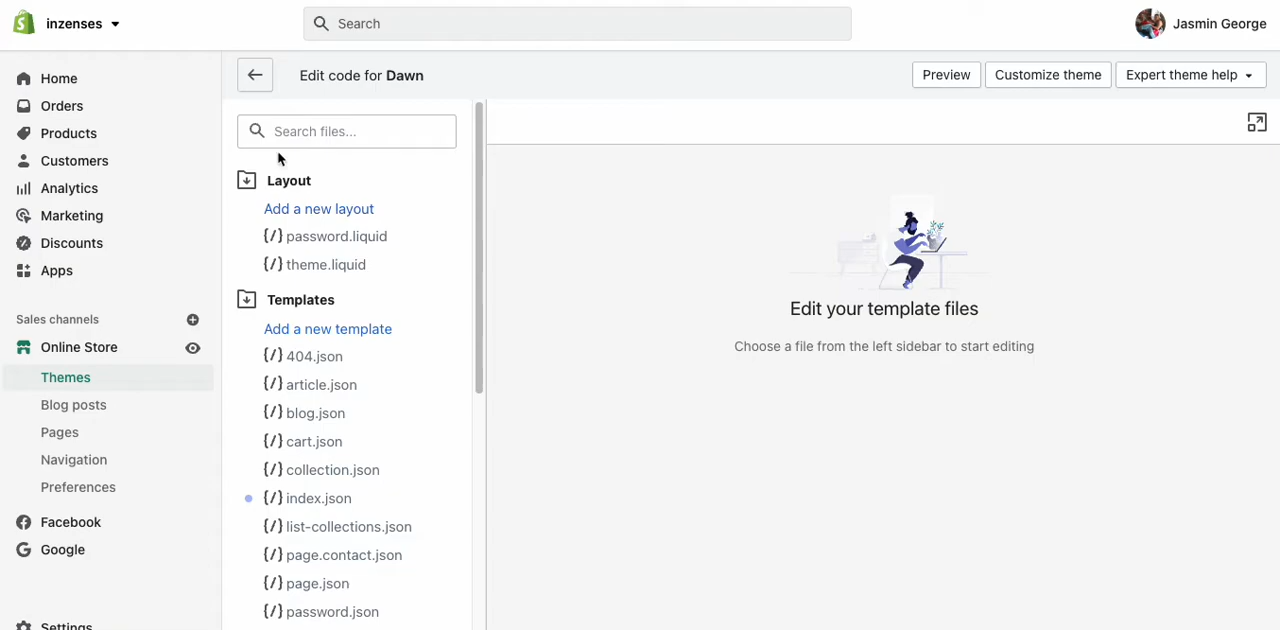 inzenses
Search
Jasmin George
Home
Orders
Products
Customers
Analytics
Marketing
Discounts
Apps
Sales channels
Online Store
Themes
Blog posts
Pages
Navigation
Preferences
Facebook
Google
Settings
Edit code for Dawn
Preview
Customize theme
Expert theme help
Search files...
Layout
Add a new layout
{/} password.liquid
{/} theme.liquid
Templates
Add a new template
{/} 404.json
{/} article.json
{/} blog.json
{/} cart.json
{/} collection.json
{/} index.json
{/} list-collections.json
{/} page.contact.json
{/} page.json
{/} password.json
Edit your template files
Choose a file from the left sidebar to start editing